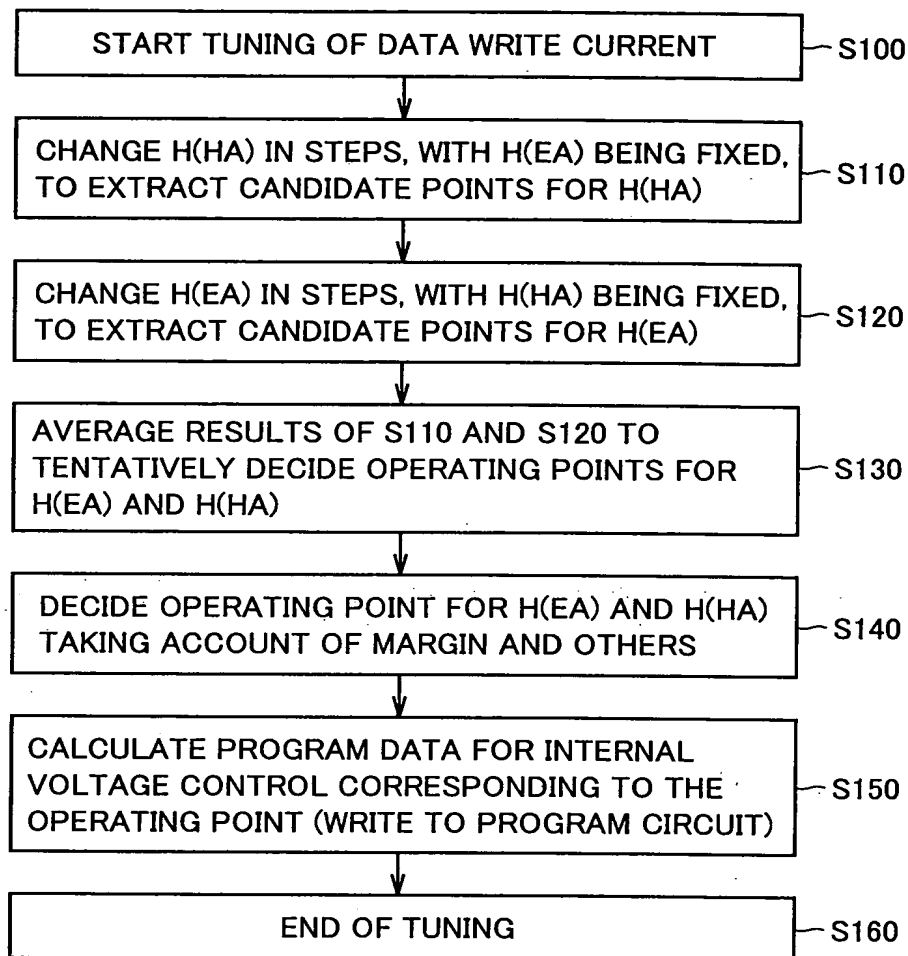 START TUNING OF DATA WRITE CURRENT
S100
CHANGE H(HA) IN STEPS, WITH H(EA) BEING FIXED,
TO EXTRACT CANDIDATE POINTS FOR H(HA)
S110
CHANGE H(EA) IN STEPS, WITH H(HA) BEING FIXED,
TO EXTRACT CANDIDATE POINTS FOR H(EA)
S120
AVERAGE RESULTS OF S110 AND S120 TO
TENTATIVELY DECIDE OPERATING POINTS FOR
H(EA) AND H(HA)
S130
DECIDE OPERATING POINT FOR H(EA) AND H(HA)
TAKING ACCOUNT OF MARGIN AND OTHERS
S140
CALCULATE PROGRAM DATA FOR INTERNAL
VOLTAGE CONTROL CORRESPONDING TO THE
OPERATING POINT (WRITE TO PROGRAM CIRCUIT)
S150
END OF TUNING
S160